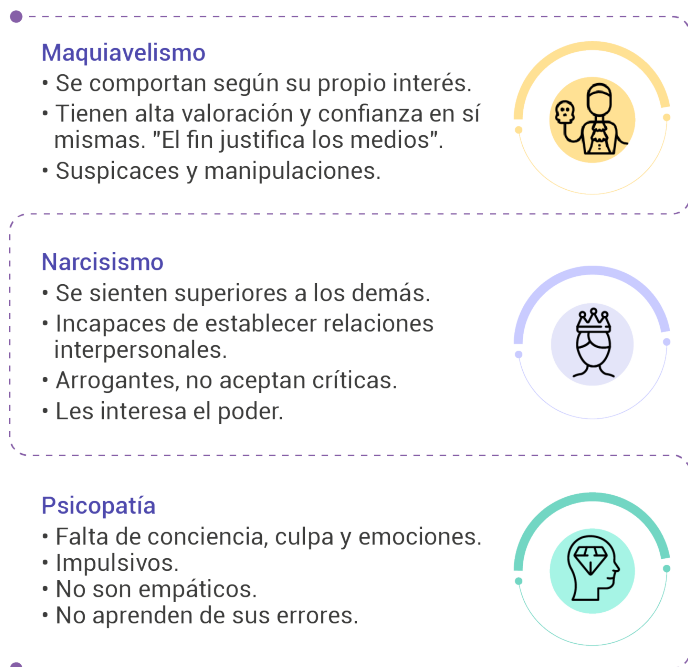 Maquiavelismo
• Se comportan según su propio interés.
• Tienen alta valoración y confianza en sí
mismas. "El fin justifica los medios".
• Suspicaces y manipulaciones.
Narcisismo
• Se sienten superiores a los demás.
• Incapaces de establecer relaciones
interpersonales.
• Arrogantes, no aceptan críticas.
• Les interesa el poder.
Psicopatía
• Falta de conciencia, culpa y emociones.
• Impulsivos.
• No son empáticos.
• No aprenden de sus errores.